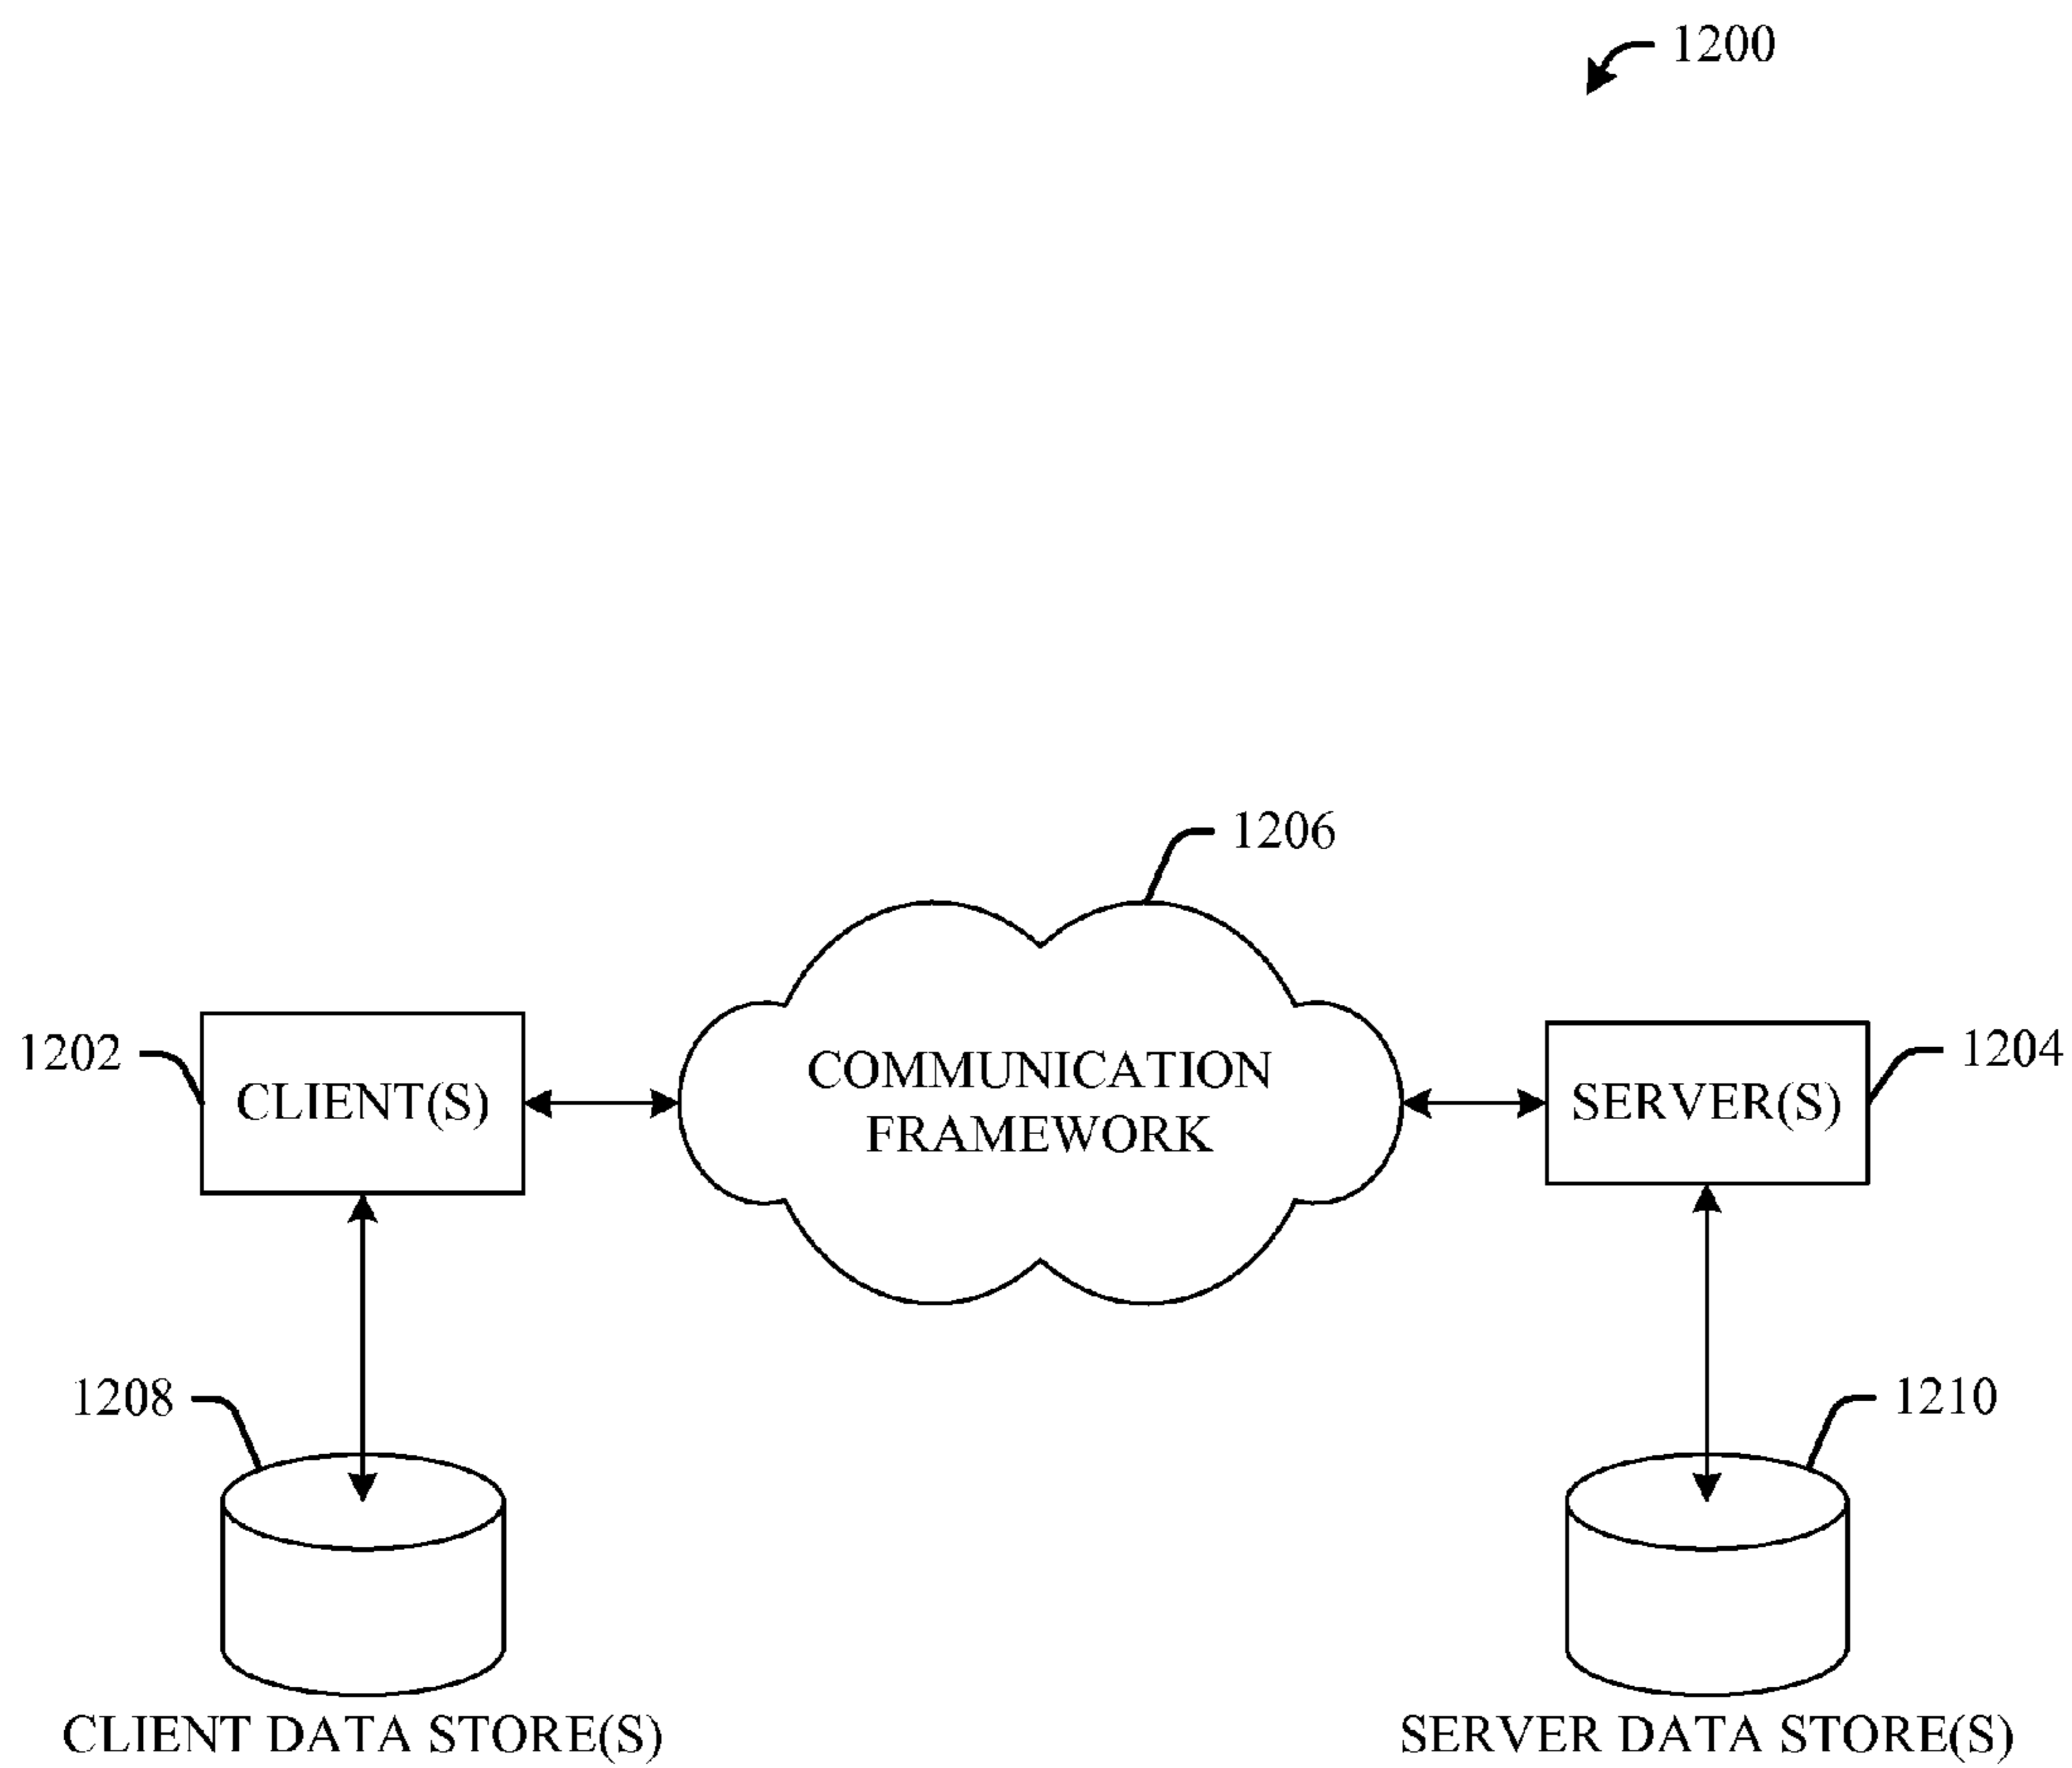 1200
1206
1202
CLIENT(S)
COMMUNICATION
FRAMEWORK
SERVER(S)
1204
1208
1210
CLIENT DATA STORE(S)
SERVER DATA STORE(S)